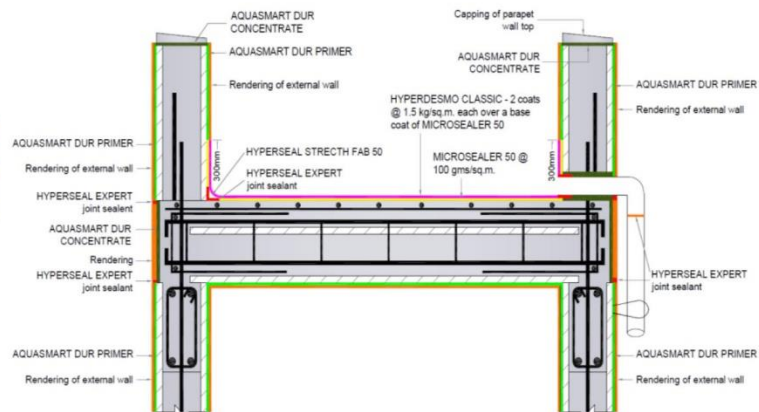 AQUASMART DUR
CONCENTRATE
AQUASMART DUR PRIMER
Rendering of external wall
Capping of parapet
wall top
AQUASMART DUR
CONCENTRATE
AQUASMART DUR PRIMER
Rendering of external wall
HYPERDESMO CLASSIC - 2 coats
@ 1.5 kg/sq.m. each over a base
coat of MICROSEALER 50
AQUASMART DUR PRIMER
Rendering of external wall
300mm
HYPERSEAL STRECTH FAB 50
HYPERSEAL EXPERT
joint sealant
MICROSEALER 50 @
100 gms/sq.m.
300mm
HYPERSEAL EXPERT
joint sealent
AQUASMART DUR
CONCENTRATE
Rendering
HYPERSEAL EXPERT
joint sealant
HYPERSEAL EXPERT
joint sealant
AQUASMART DUR PRIMER
Rendering of external wall
AQUASMART DUR PRIMER
Rendering of external wall